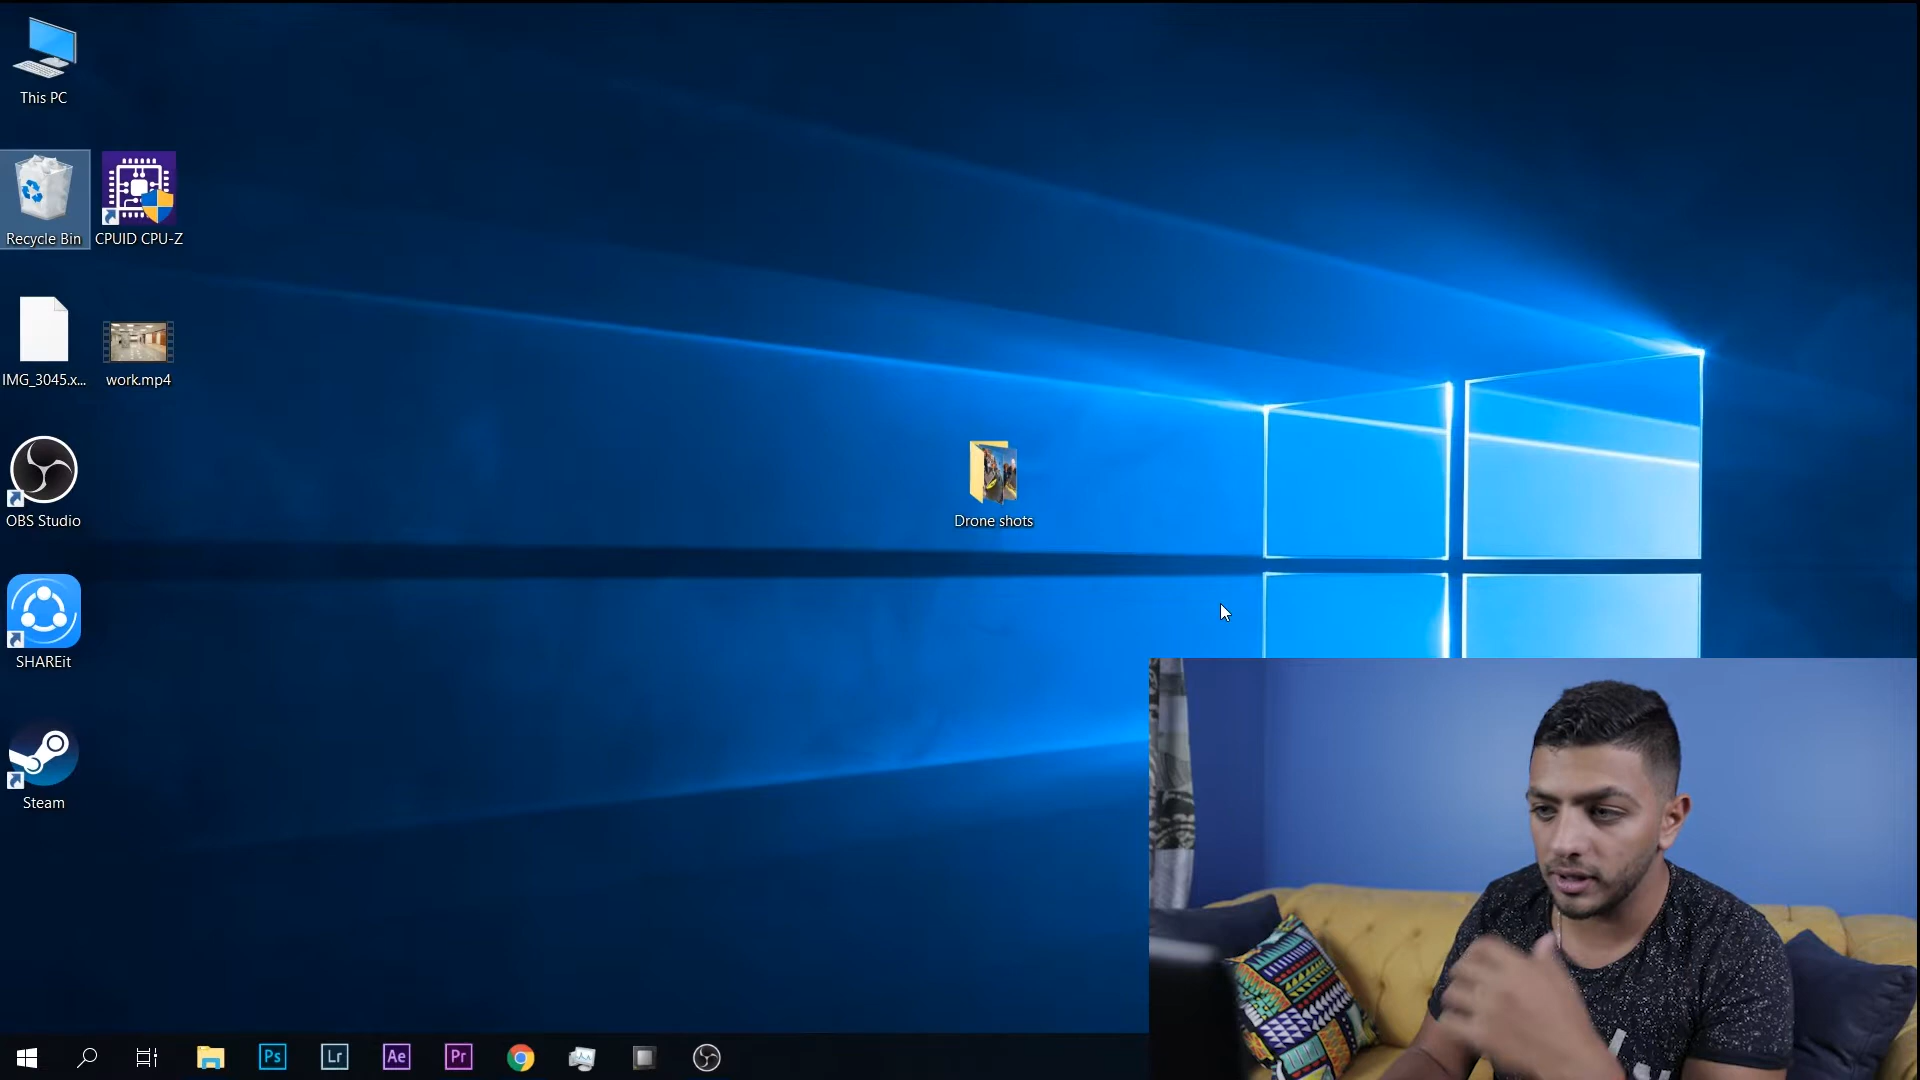 This PC
Recycle Bin
CPUID CPU-Z
IMG_3045.x...
work.mp4
OBS Studio
Drone shots
SHAREit
Steam
Ps
Lr
Ae
Pr